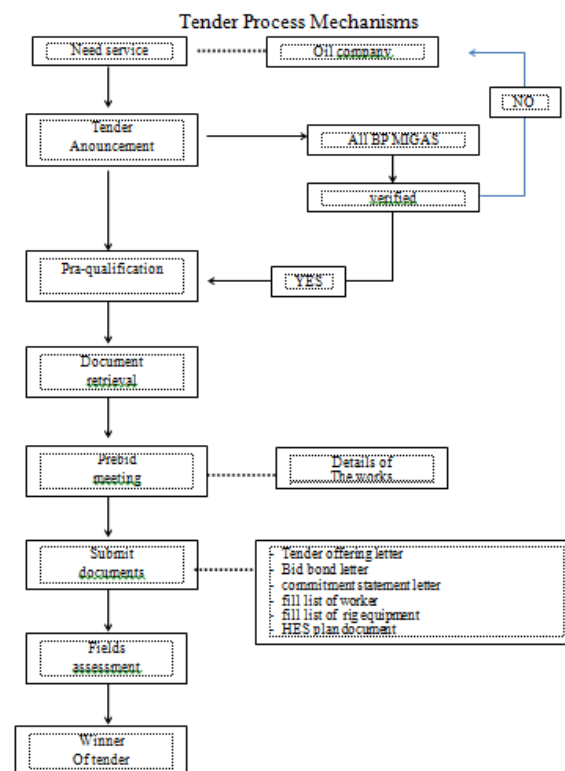 Tender Process Mechanisms
Need service
Oil company
NO
Tender
Anouncement
All BP MIGAS
verified
Pra-qualification
YES
Document
retrieval
Prebid
meeting
Details of
The works
Submit
documents
- Tender offering letter
- Bid bond letter
- commitment statement letter
- fill list of worker
- fill list of rig equipment
- HES plan document
Fields
assessment
Winner
Of tender